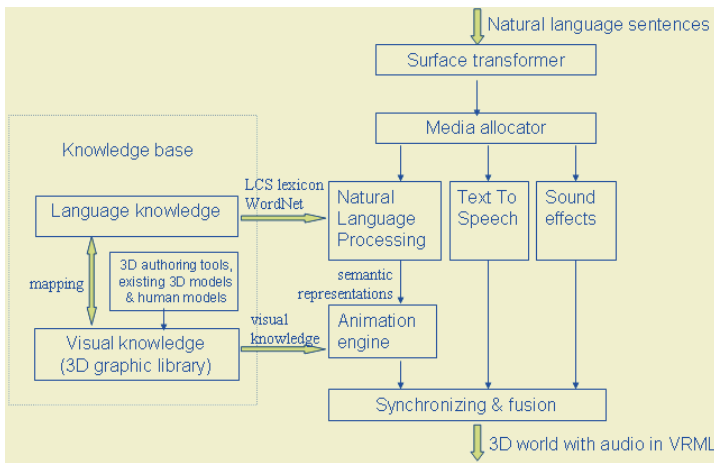 Natural language sentences
Surface transformer
Media allocator
Knowledge base
LCS lexicon
WordNet
Language knowledge
Natural
Language
Processing
Text To
Speech
Sound
effects
mapping
3D authoring tools,
existing 3D models
& human models
semantic
representations
visual
knowledge
Animation
engine
Visual knowledge
(3D graphic library)
Synchronizing & fusion
3D world with audio in VRML